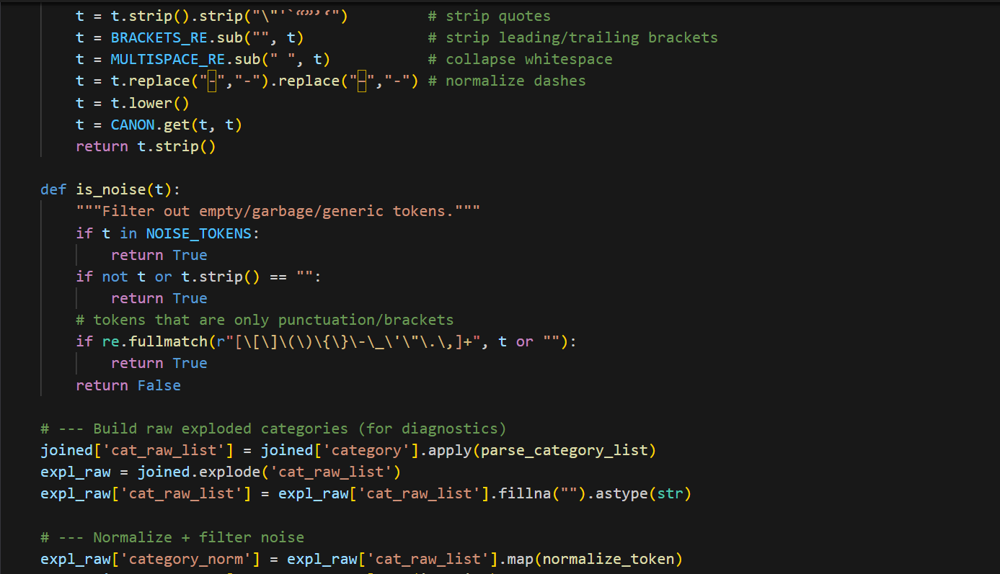 t = t.strip().strip("\"'`“”’‘") # strip quotes
t = BRACKETS_RE.sub("", t) # strip leading/trailing brackets
t = MULTISPACE_RE.sub(" ", t) # collapse whitespace
t = t.replace("–","-").replace("—","-") # normalize dashes
t = t.lower()
t = CANON.get(t, t)
return t.strip()
def is_noise(t):
"""Filter out empty/garbage/generic tokens."""
if t in NOISE_TOKENS:
return True
if not t or t.strip() == "":
return True
# tokens that are only punctuation/brackets
if re.fullmatch(r"[\[\]\(\)\{\}\-\_\'\"\.\,]+", t or ""):
return True
return False
# --- Build raw exploded categories (for diagnostics)
joined['cat_raw_list'] = joined['category'].apply(parse_category_list)
expl_raw = joined.explode('cat_raw_list')
expl_raw['cat_raw_list'] = expl_raw['cat_raw_list'].fillna("").astype(str)
# --- Normalize + filter noise
expl_raw['category_norm'] = expl_raw['cat_raw_list'].map(normalize_token)